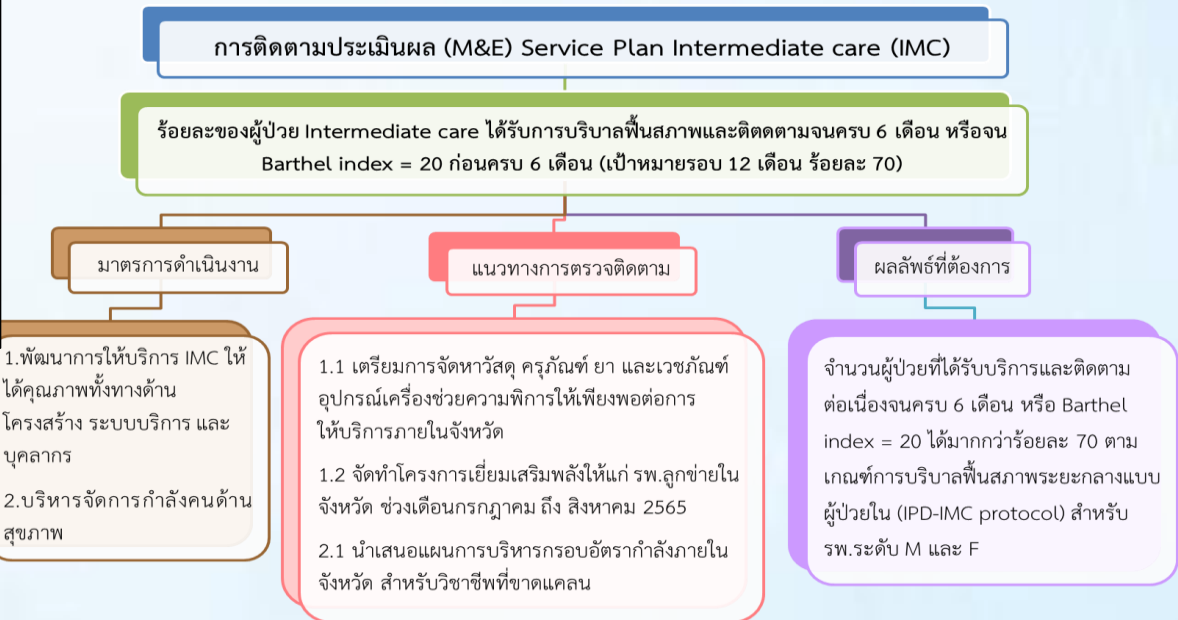 การติดตามประเมินผล (M&E) Service Plan Intermediate care (IMC)
ร้อยละของผู้ป่วย Intermediate care ได้รับการบริบาลฟื้นสภาพและติตดตามจนครบ 6 เดือน หรือจน
Barthel index = 20 ก่อนครบ 6 เดือน (เป้าหมายรอบ 12 เดือน ร้อยละ 70)
มาตรการดำเนินงาน
1.พัฒนาการให้บริการ IMC ให้
ได้คุณภาพทั้งทางด้าน
โครงสร้าง ระบบบริการ และ
บุคลากร
2.บริหารจัดการกำลังคนด้าน
สุขภาพ
แนวทางการตรวจติดตาม
1.1 เตรียมการจัดหาวัสดุ ครุภัณฑ์ ยา และเวชภัณฑ์
อุปกรณ์เครื่องช่วยความพิการให้เพียงพอต่อการ
ให้บริการภายในจังหวัด
1.2 จัดทำโครงการเยี่ยมเสริมพลังให้แก่ รพ.ลูกข่ายใน
จังหวัด ช่วงเดือนกรกฎาคม ถึง สิงหาคม 2565
2.1 นำเสนอแผนการบริหารกรอบอัตรากำลังภายใน
จังหวัด สำหรับวิชาชีพที่ขาดแคลน
ผลลัพธ์ที่ต้องการ
จำนวนผู้ป่วยที่ได้รับบริการและติดตาม
ต่อเนื่องจนครบ 6 เดือน หรือ Barthel
index = 20 ได้มากกว่าร้อยละ 70 ตาม
เกณฑ์การบริบาลฟื้นสภาพระยะกลางแบบ
ผู้ป่วยใน (IPD-IMC protocol) สำหรับ
รพ.ระดับ M และ F